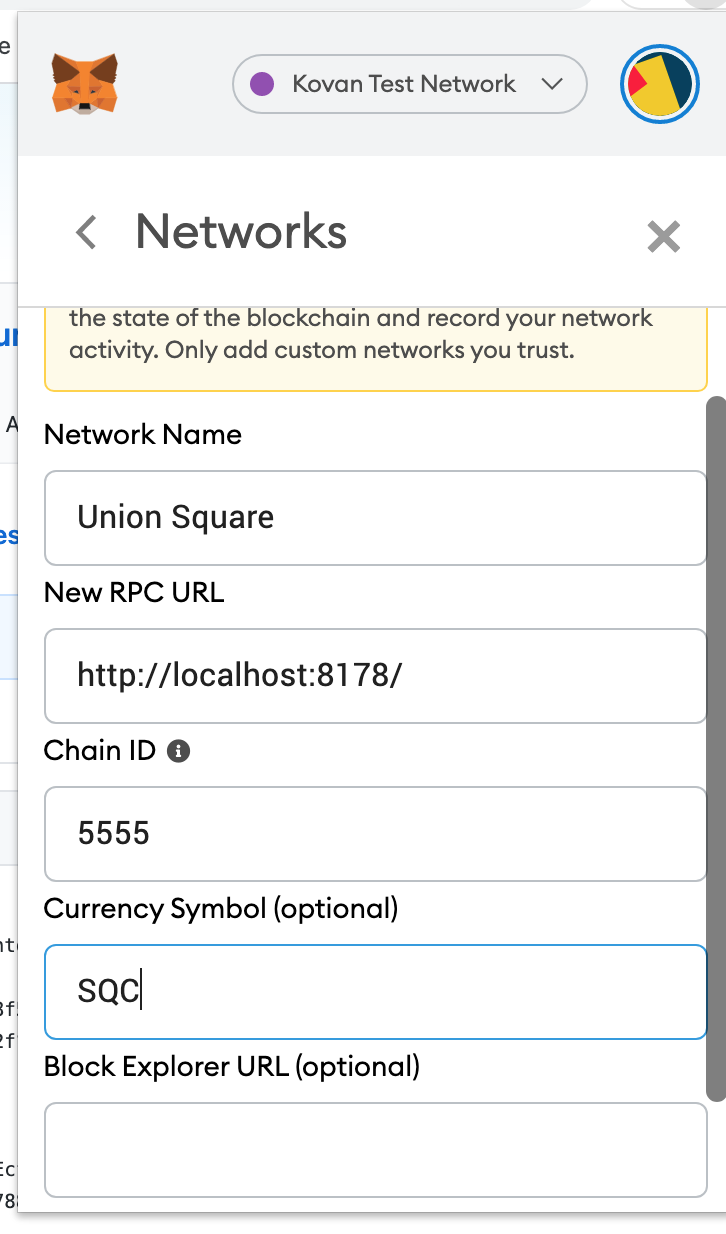 Kovan Test Network
Networks
the state of the blockchain and record your network
activity. Only add custom networks you trust.
Network Name
Union Square
New RPC URL
http://localhost:8178/
Chain ID
5555
Currency Symbol (optional)
SQC
Block Explorer URL (optional)